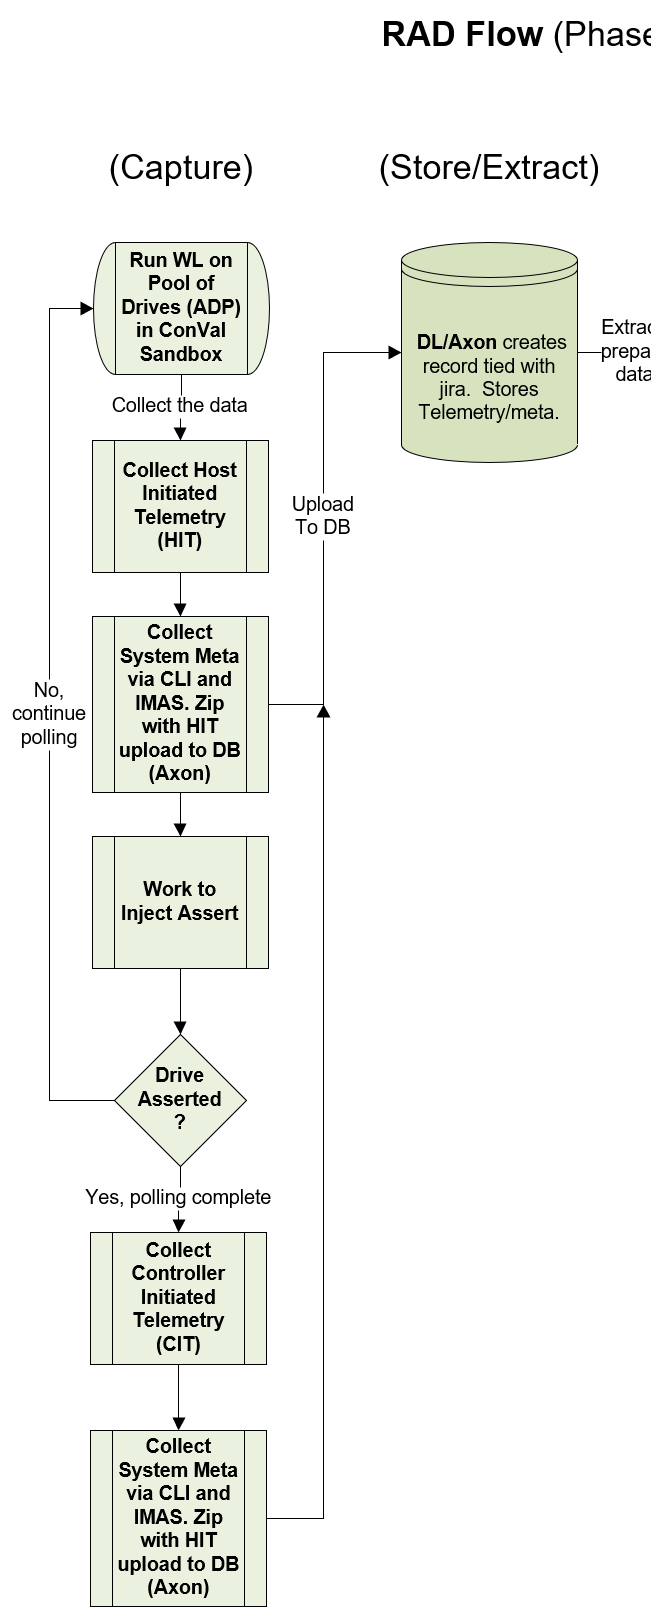 RAD Flow (Phase
(Capture)
(Store/Extract)
Run WL on
Pool of
Drives (ADP)
in ConVal
Sandbox
Collect the data
Collect Host
Initiated
Telemetry
(HIT)
Collect
System Meta
via CLI and
IMAS. Zip
with HIT
upload to DB
(Axon)
Work to
Inject Assert
Drive
Asserted
?
No,
continue
polling
Yes, polling complete
Collect
Controller
Initiated
Telemetry
(CIT)
Collect
System Meta
via CLI and
IMAS. Zip
with HIT
upload to DB
(Axon)
Upload
To DB
DL/Axon creates
record tied with
jira.  Stores
Telemetry/meta.
Extrac
prepa
data